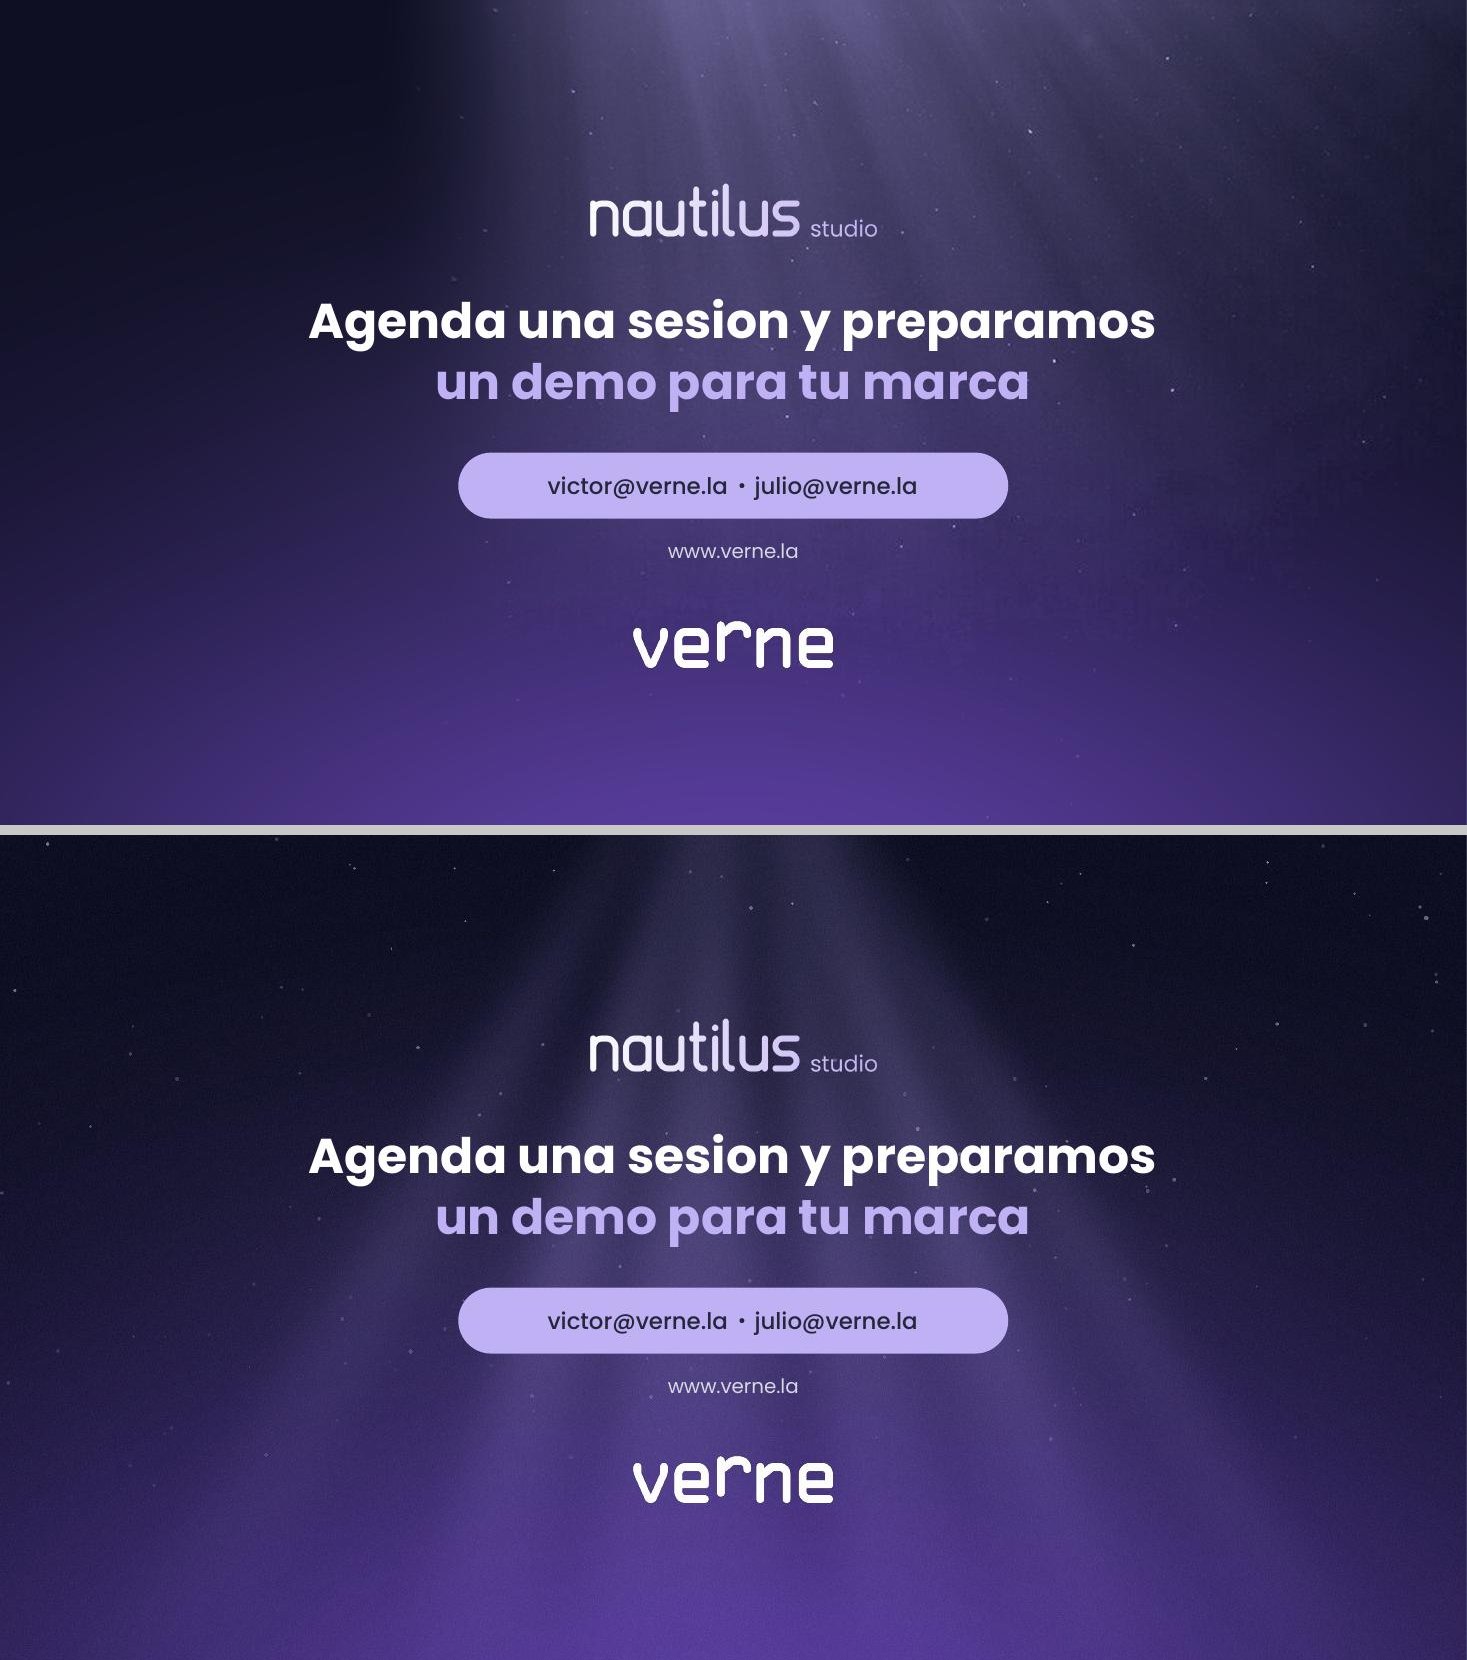 nautilus studio
Agenda una sesion y preparamos
un demo para tu marca
victor@verne.la • julio@verne.la
www.verne.la
verne
nautilus studio
Agenda una sesion y preparamos
un demo para tu marca
victor@verne.la • julio@verne.la
www.verne.la
verne